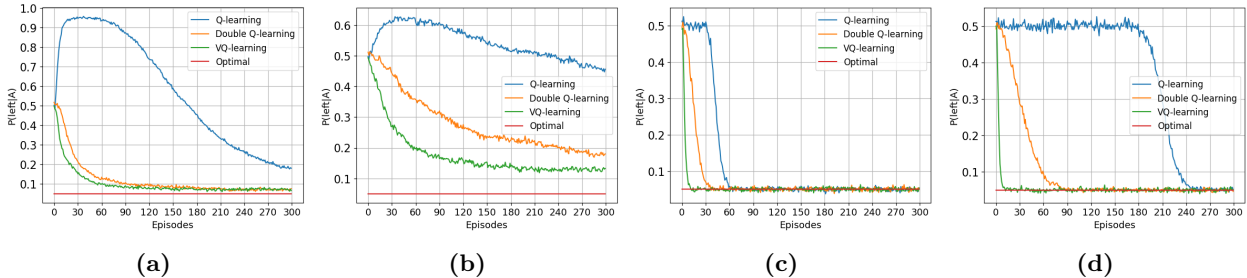 P(left|A)
1.0
0.9
0.8
0.7
0.6
0.5
0.4
0.3
0.2
0.1
0 30 60 90 120 150 180 210 240 270 300
Episodes
Q-learning
Double Q-learning
VQ-learning
Optimal
(a)
P(left|A)
0.6
0.5
0.4
0.3
0.2
0.1
0 30 60 90 120 150 180 210 240 270 300
Episodes
Q-learning
Double Q-learning
VQ-learning
Optimal
(b)
P(left|A)
0.5
0.4
0.3
0.2
0.1
0 30 60 90 120 150 180 210 240 270 300
Episodes
Q-learning
Double Q-learning
VQ-learning
Optimal
(c)
P(left|A)
0.5
0.4
0.3
0.2
0.1
0 30 60 90 120 150 180 210 240 270 300
Episodes
Q-learning
Double Q-learning
VQ-learning
Optimal
(d)